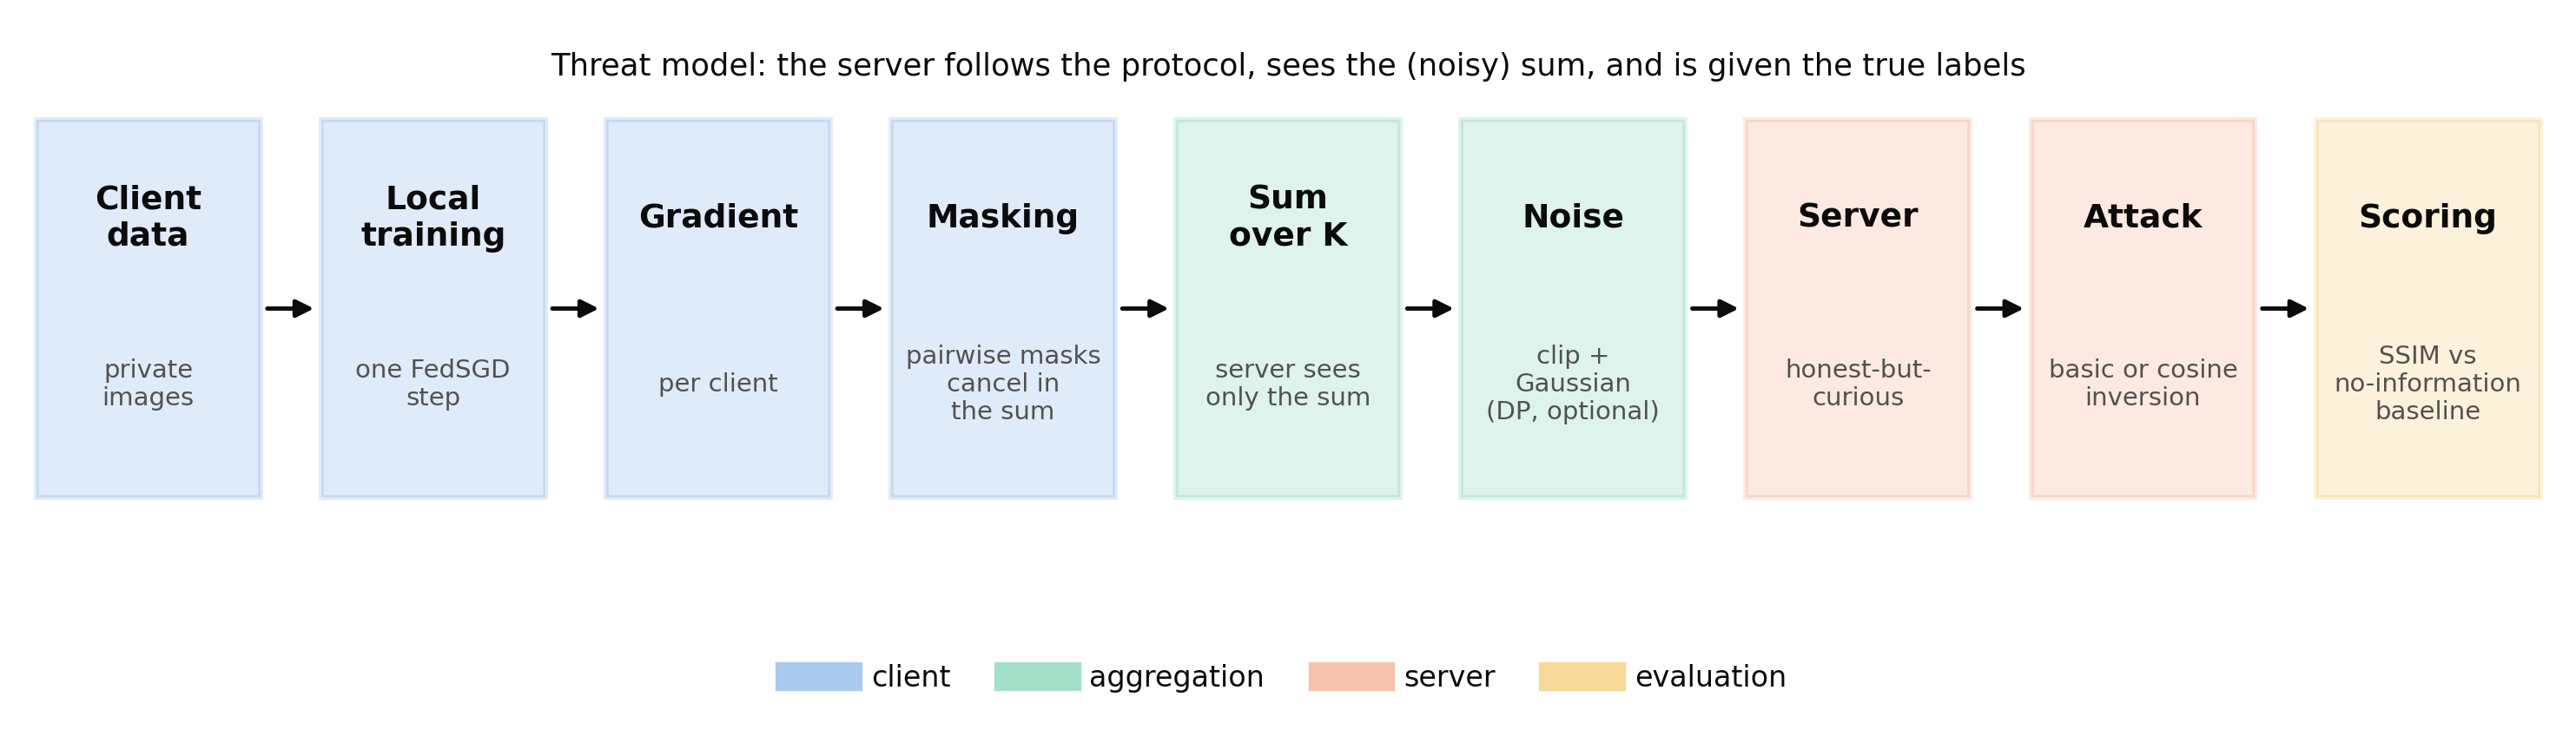 Threat model: the server follows the protocol, sees the (noisy) sum, and is given the true labels
Client
data
private
images
Local
training
one FedSGD
step
Gradient
per client
Masking
pairwise masks
cancel in
the sum
Sum
over K
server sees
only the sum
Noise
clip +
Gaussian
(DP, optional)
Server
honest-but-
curious
Attack
basic or cosine
inversion
Scoring
SSIM vs
no-information
baseline
client
aggregation
server
evaluation